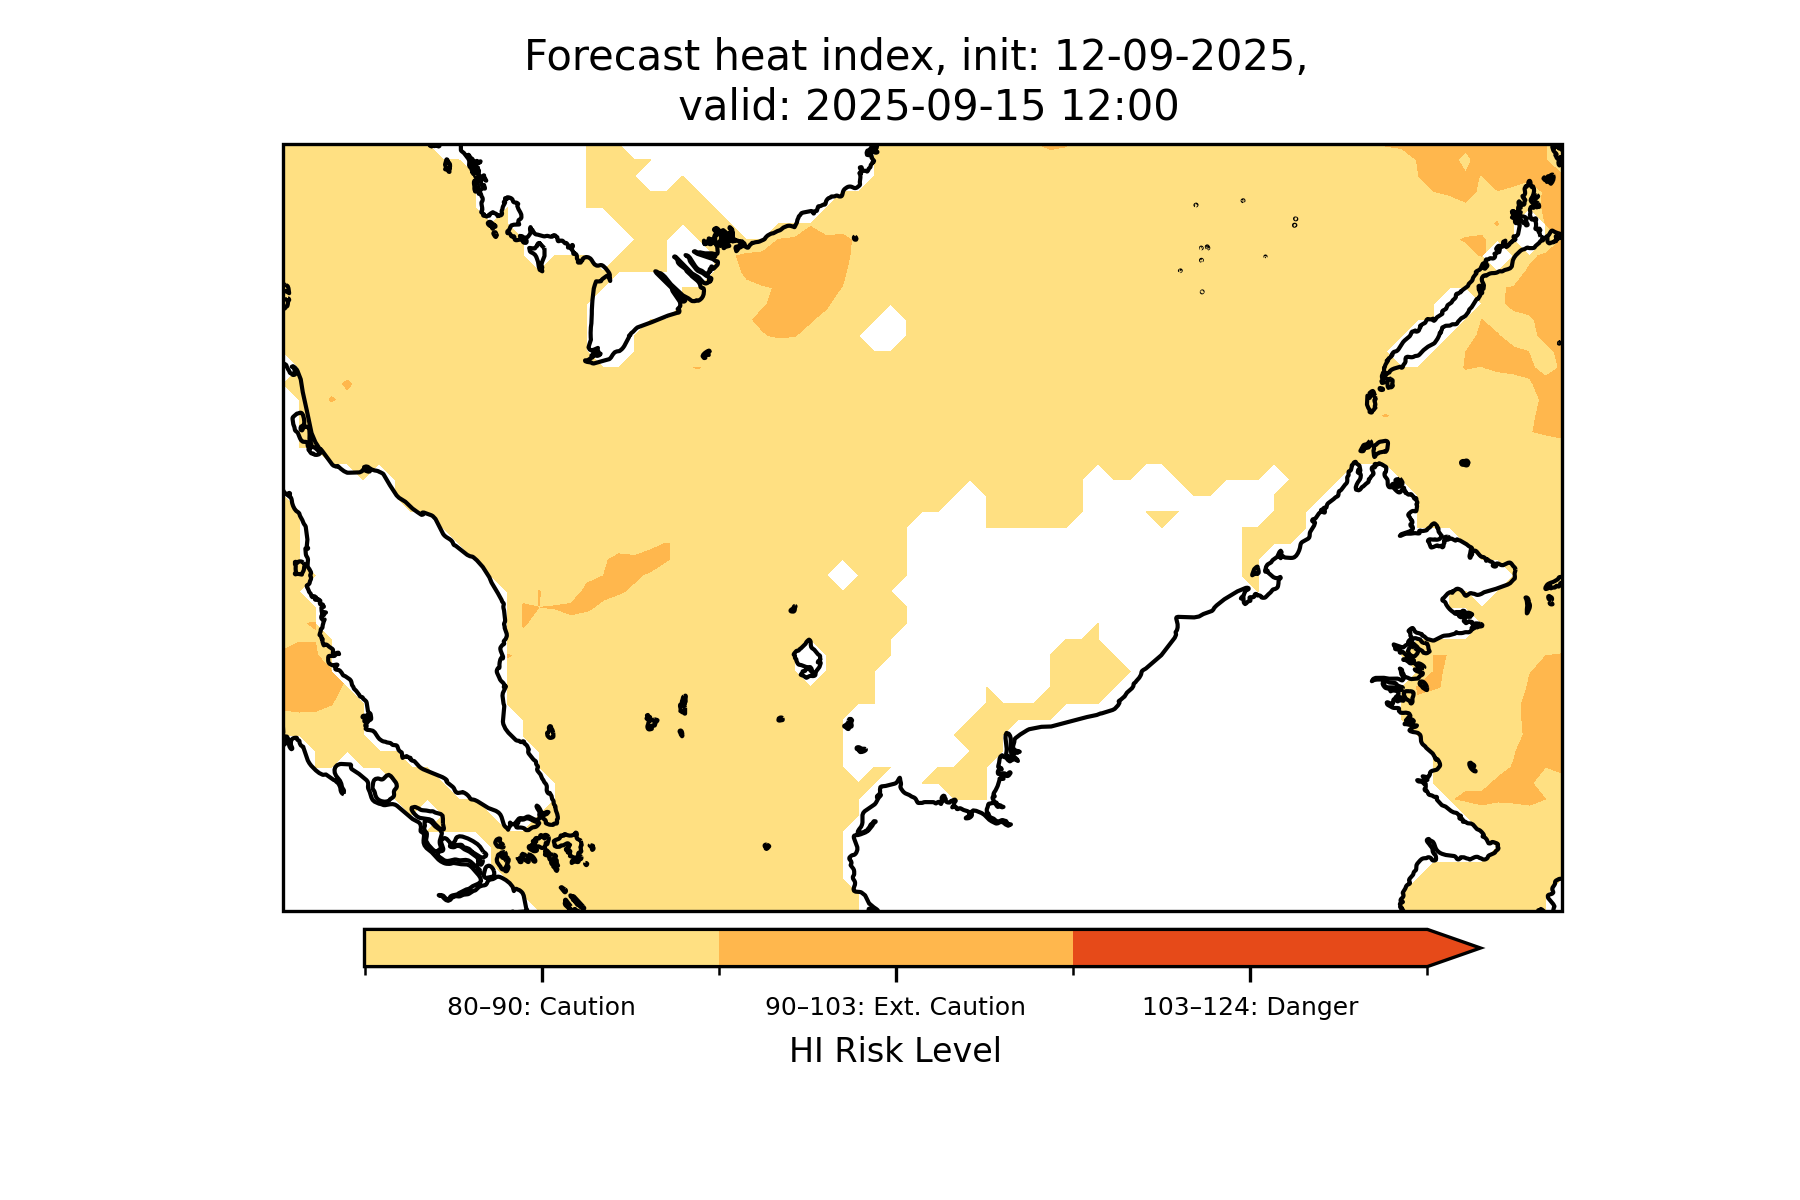 Forecast heat index, init: 12-09-2025,
valid: 2025-09-15 12:00
80–90: Caution
90–103: Ext. Caution
103–124: Danger
HI Risk Level